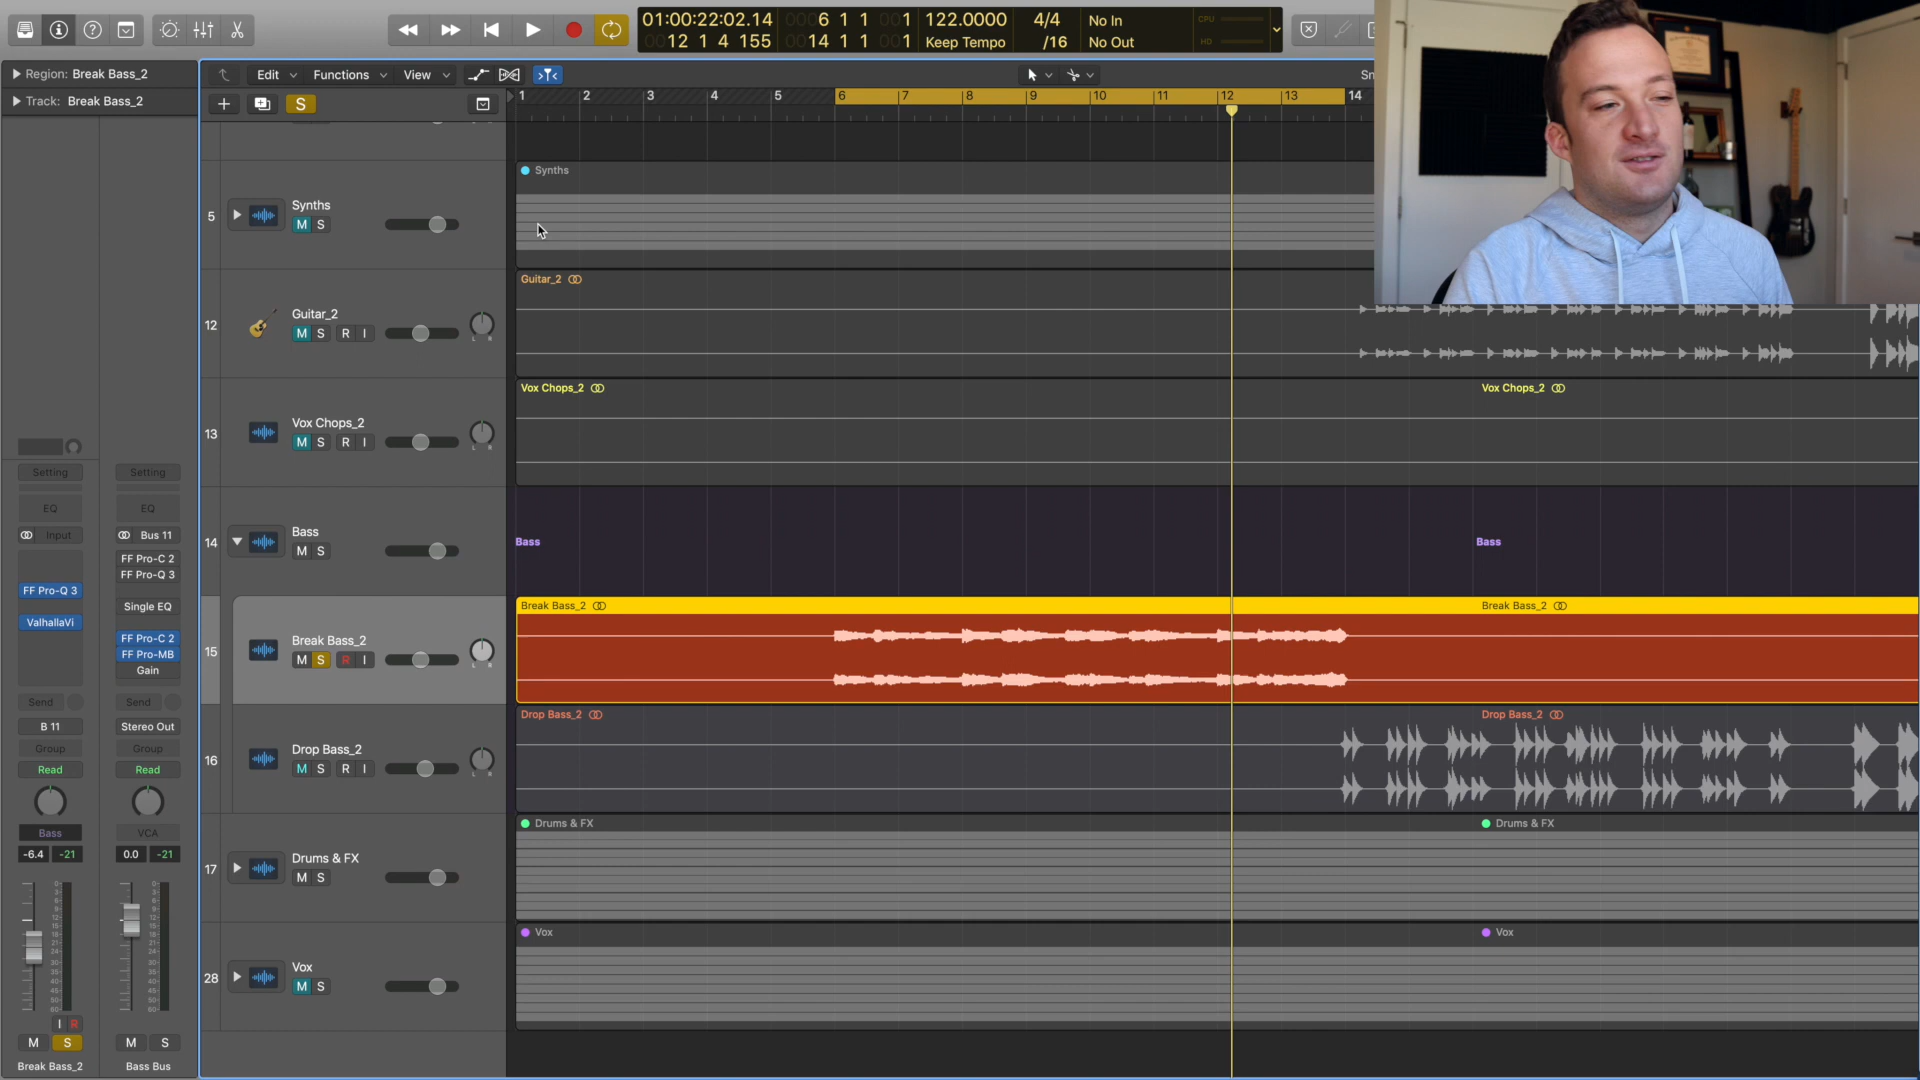 01:00:22:02.14
6 1 1 1
122.0000
4/4
No In
CPU
12 1 4 155
14 1 1 1
Keep Tempo
/16
No Out
HD
Region: Break Bass_2
Edit
Functions
View
Sn
Track: Break Bass_2
S
1 2 3 4 5 6 7 8 9 10 11 12 13 14
5
Synths
M S
Synths
12
Guitar_2
M S R I
L R
Guitar_2
13
Vox Chops_2
M S R I
L R
Vox Chops_2
Vox Chops_2
14
Bass
M S
Bass
Bass
15
Break Bass_2
M S R I
L R
Break Bass_2
Break Bass_2
16
Drop Bass_2
M S R I
L R
Drop Bass_2
Drop Bass_2
17
Drums & FX
M S
Drums & FX
Drums & FX
28
Vox
M S
Vox
Vox
Setting
Setting
EQ
EQ
Input
Bus 11
FF Pro-C 2
FF Pro-Q 3
FF Pro-Q 3
Single EQ
ValhallaVi
FF Pro-C 2
FF Pro-MB
Gain
Send
Send
B 11
Stereo Out
Group
Group
Read
Read
Bass
VCA
-6.4
-21
0.0
-21
I R
M S
M S
Break Bass_2
Bass Bus